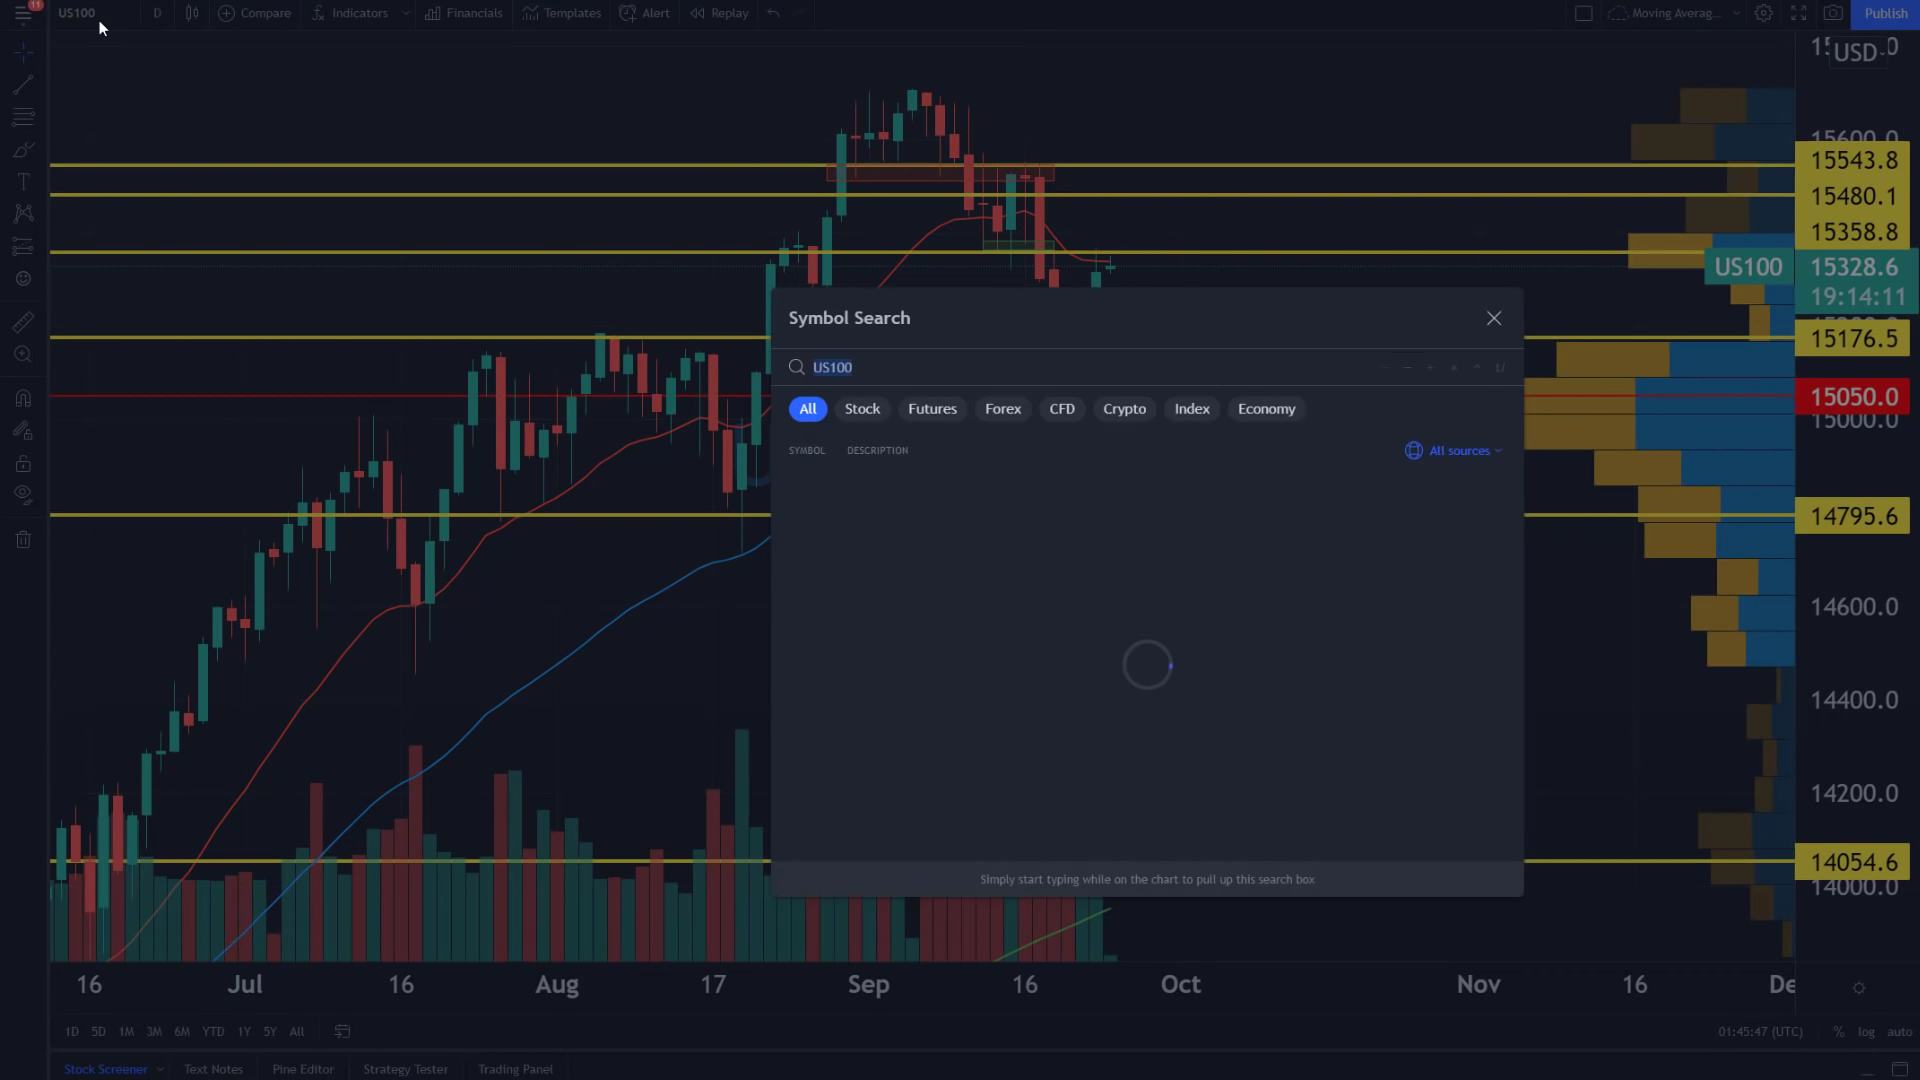 11
US100 D Compare Indicators Financials Templates Alert Replay Moving Averag... Publish
USD
15600.0
15543.8
15480.1
15358.8
US100 15328.6
19:14:11
15176.5
15050.0
15000.0
14795.6
14600.0
14400.0
14200.0
14054.6
14000.0
Symbol Search
US100
1/
All Stock Futures Forex CFD Crypto Index Economy
SYMBOL DESCRIPTION All sources
Simply start typing while on the chart to pull up this search box
16 Jul 16 Aug 17 Sep 16 Oct Nov 16 De
1D 5D 1M 3M 6M YTD 1Y 5Y All 01:45:47 (UTC) % log auto
Stock Screener Text Notes Pine Editor Strategy Tester Trading Panel